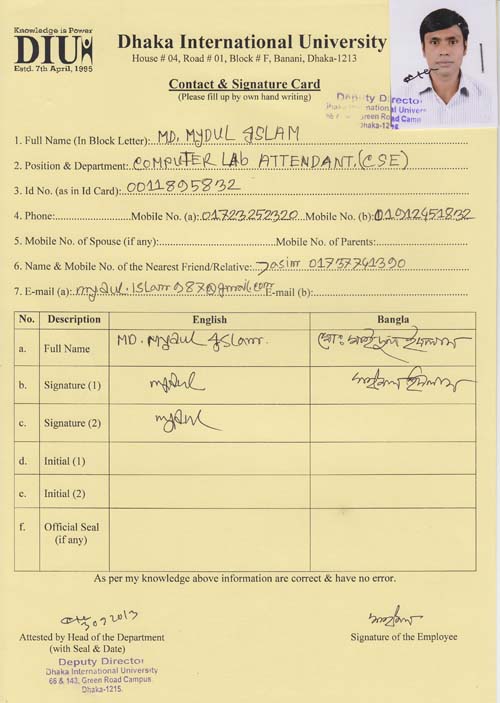 Knowledge is Power
DIU
Estd. 7th April, 1995
Dhaka International University
House # 04, Road # 01, Block # F, Banani, Dhaka-1213
Contact & Signature Card
(Please fill up by own hand writing)
Deputy Director
Dhaka International Univers
66 Green Road Camp
Dhaka-1215
1. Full Name (In Block Letter): MD. MYDUL ISLAM
2. Position & Department: COMPUTER LAB ATTENDANT. (CSE)
3. Id No. (as in Id Card): 0011895832
4. Phone: Mobile No. (a): 01723252320 Mobile No. (b): 01912451832
5. Mobile No. of Spouse (if any): Mobile No. of Parents:
6. Name & Mobile No. of the Nearest Friend/Relative: Jasim 01737741390
7. E-mail (a): mydul.islam987@gmail.com E-mail (b):
No. Description English Bangla
a. Full Name MD. Mydul Islam. মোঃ মাইদুল ইসলাম
b. Signature (1) mydul মাইদুল ইসলাম
c. Signature (2) mydul
d. Initial (1)
e. Initial (2)
f. Official Seal
(if any)
As per my knowledge above information are correct & have no error.
Attested by Head of the Department
(with Seal & Date)
Signature of the Employee
Deputy Director
Dhaka International University
66 & 143, Green Road Campus
Dhaka-1215.